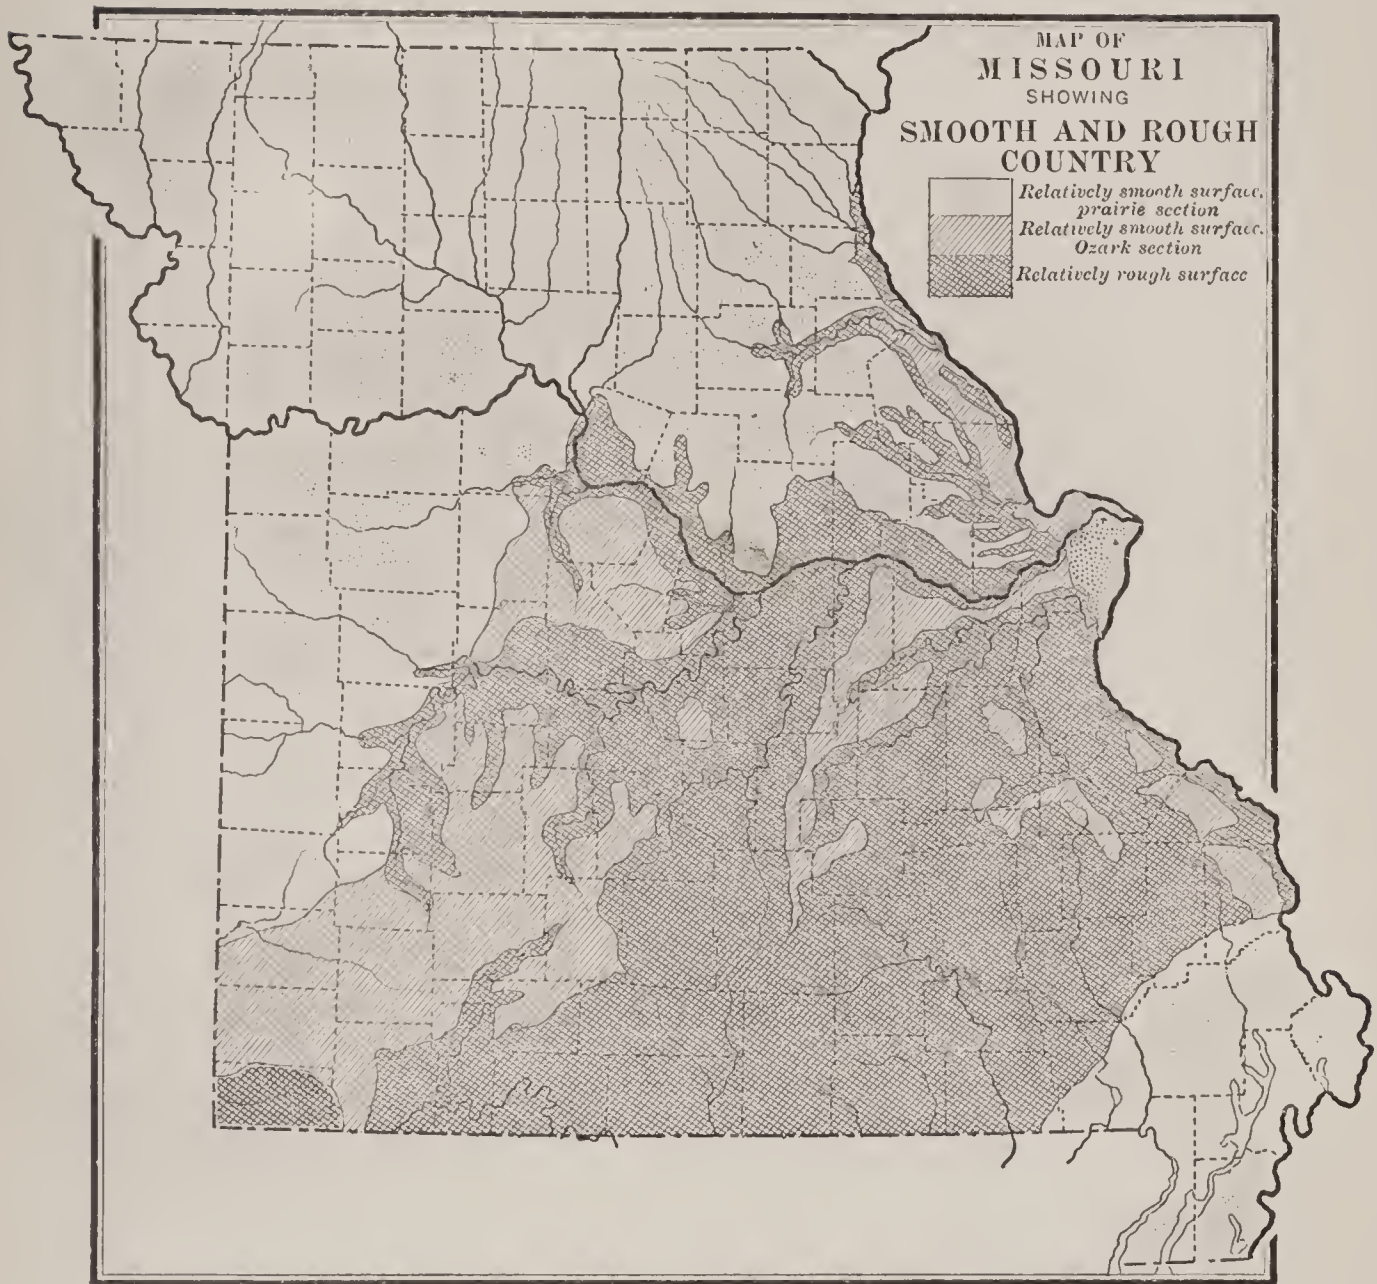 MAP OF
MISSOURI
SHOWING
SMOOTH AND ROUGH
COUNTRY
Relatively smooth surface,
prairie section
Relatively smooth surface.
Ozark section
Relatively rough surface